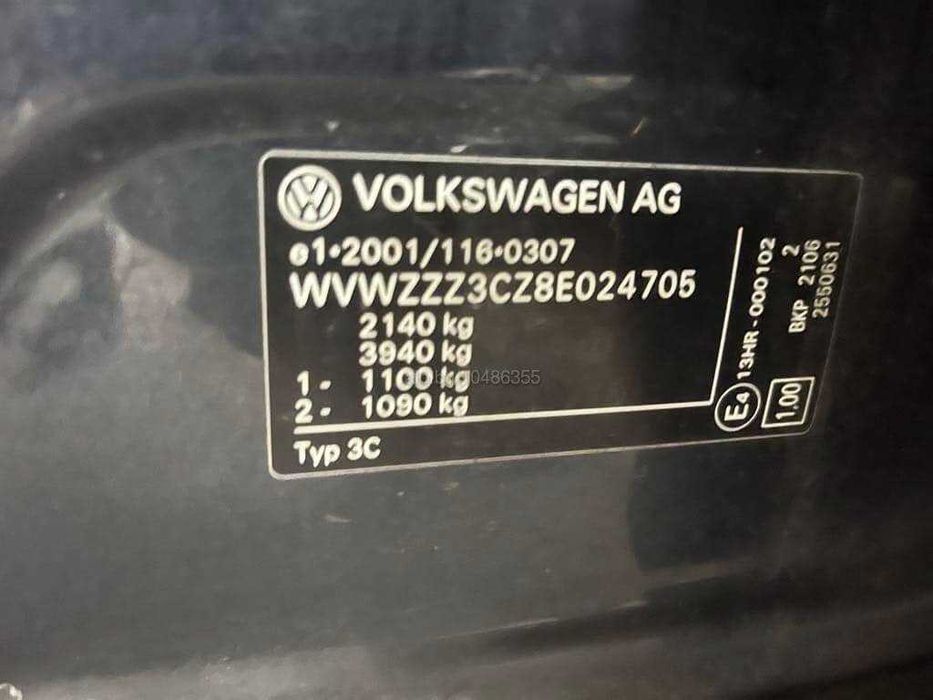 VOLKSWAGEN AG
e1*2001/116*0307
WVWZZZ3CZ8E024705
2140 kg
3940 kg
1- 1100 kg
2- 1090 kg
Typ 3C
E4 13HR-000102
1.00
BKP 2
2106
2550631